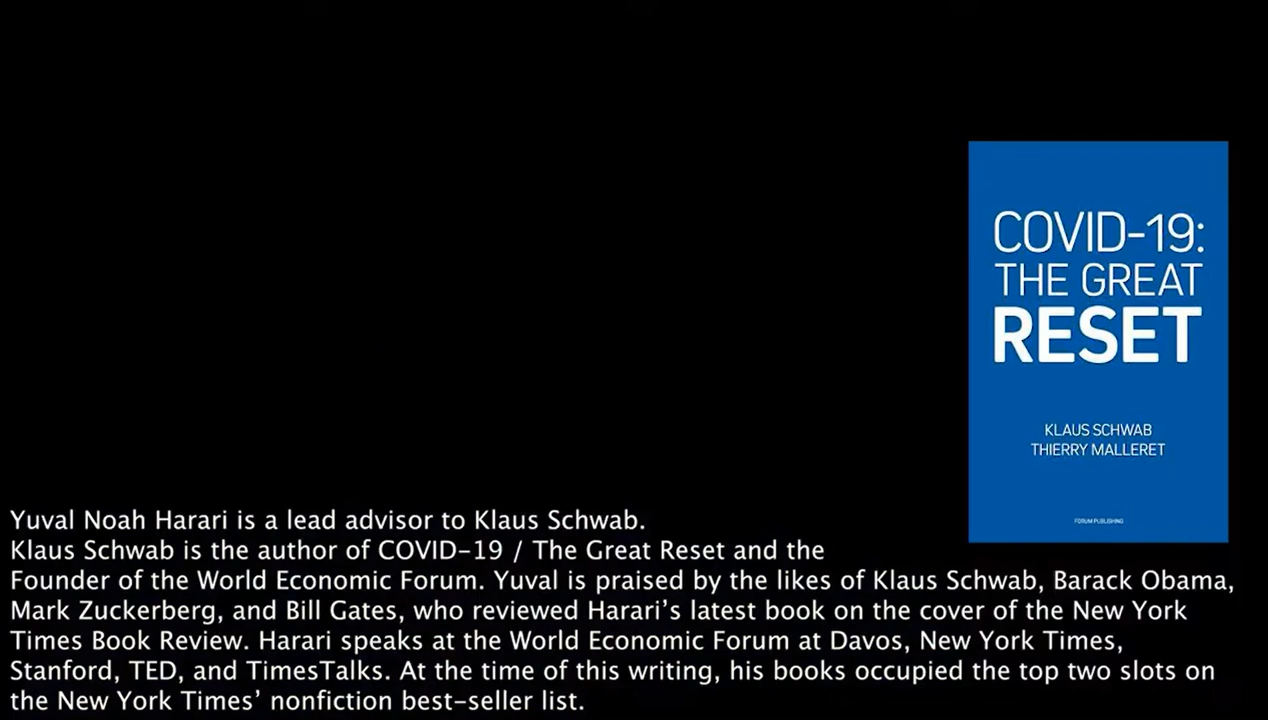 COVID-19:
THE GREAT
RESET
KLAUS SCHWAB
THIERRY MALLERET
FORUM PUBLISHING
Yuval Noah Harari is a lead advisor to Klaus Schwab.
Klaus Schwab is the author of COVID-19 / The Great Reset and the
Founder of the World Economic Forum. Yuval is praised by the likes of Klaus Schwab, Barack Obama,
Mark Zuckerberg, and Bill Gates, who reviewed Harari’s latest book on the cover of the New York
Times Book Review. Harari speaks at the World Economic Forum at Davos, New York Times,
Stanford, TED, and TimesTalks. At the time of this writing, his books occupied the top two slots on
the New York Times’ nonfiction best-seller list.